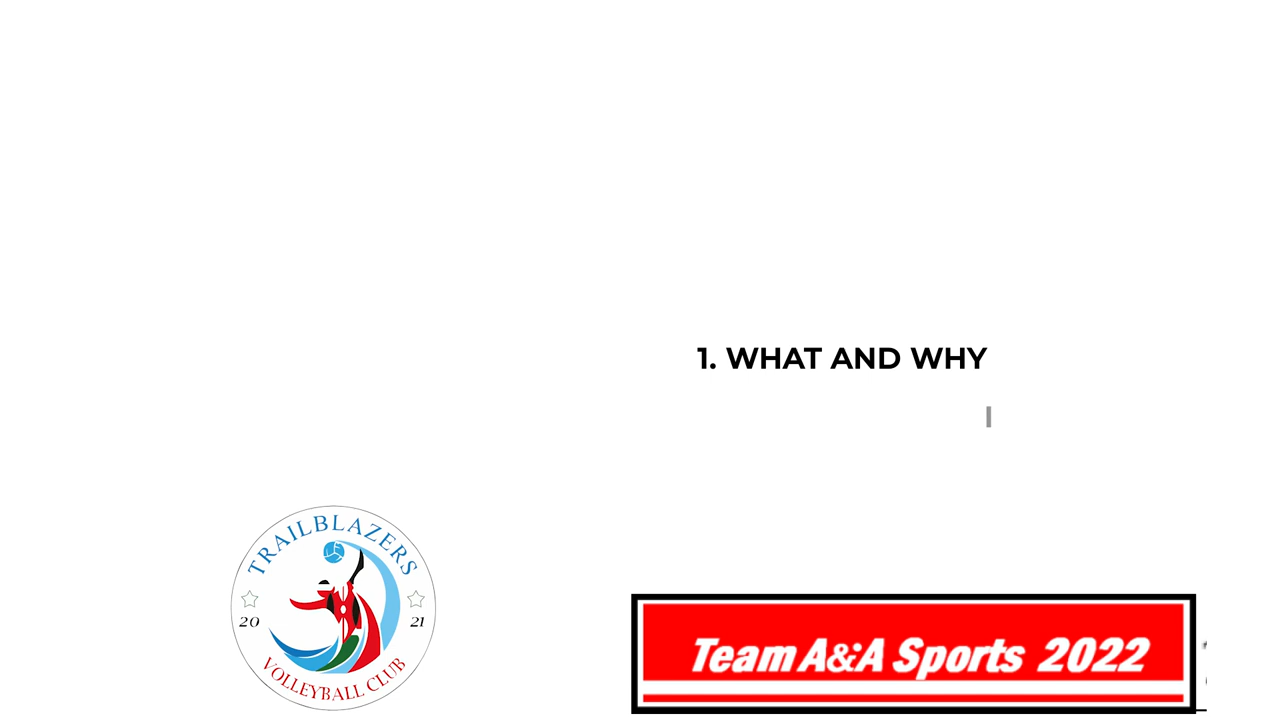 1. WHAT AND WHY
TRAILBLAZERS
20 21
VOLLEYBALL CLUB
Team A&A Sports 2022